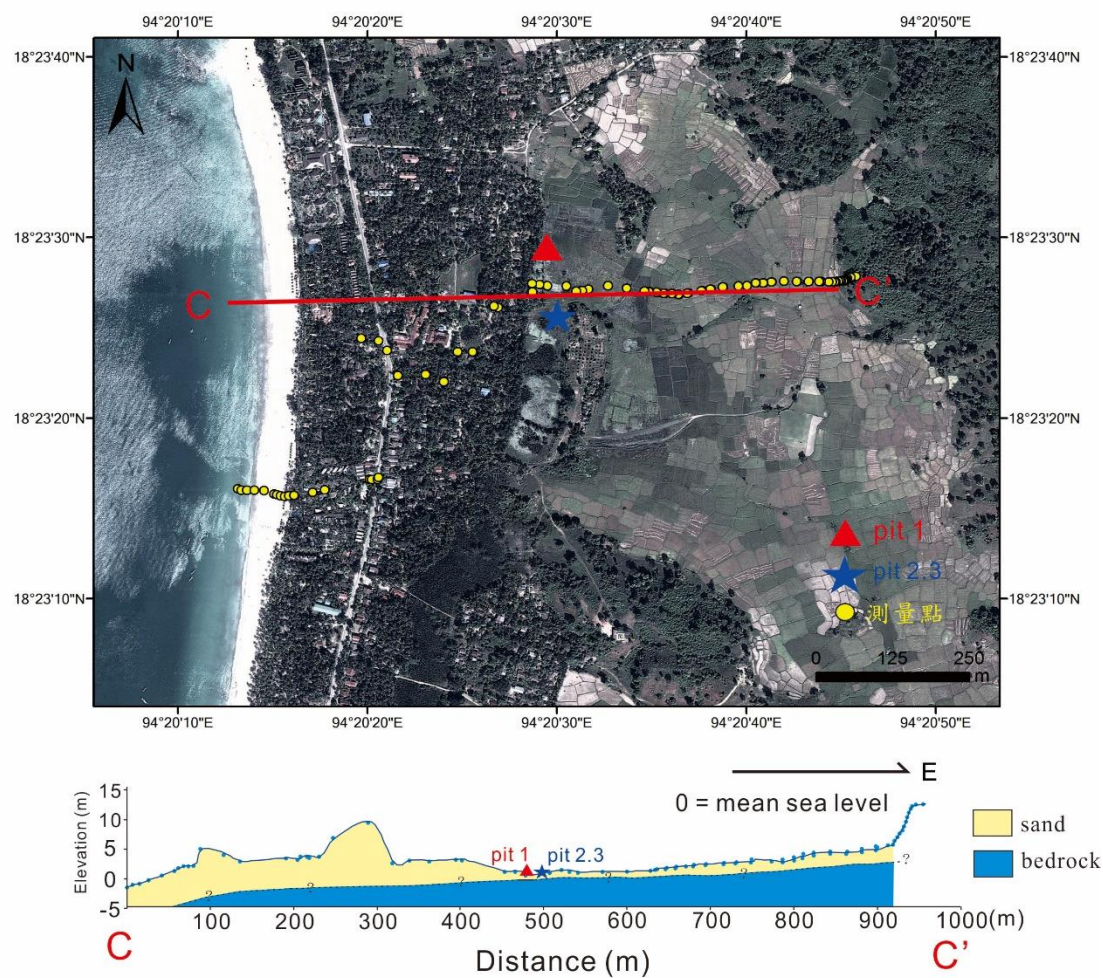 94°20'10"E 94°20'20"E 94°20'30"E 94°20'40"E 94°20'50"E
18°23'40"N 18°23'40"N
N
18°23'30"N 18°23'30"N
C C'
18°23'20"N 18°23'20"N
pit 1
pit 2.3
18°23'10"N 18°23'10"N
測量點
0 125 250
m
94°20'10"E 94°20'20"E 94°20'30"E 94°20'40"E 94°20'50"E
E
Elevation (m)
15
10
5
0
-5
0 = mean sea level
sand
bedrock
pit 1 pit 2.3
? ? ? ? ? ? ?
100 200 300 400 500 600 700 800 900 1000(m)
C C'
Distance (m)